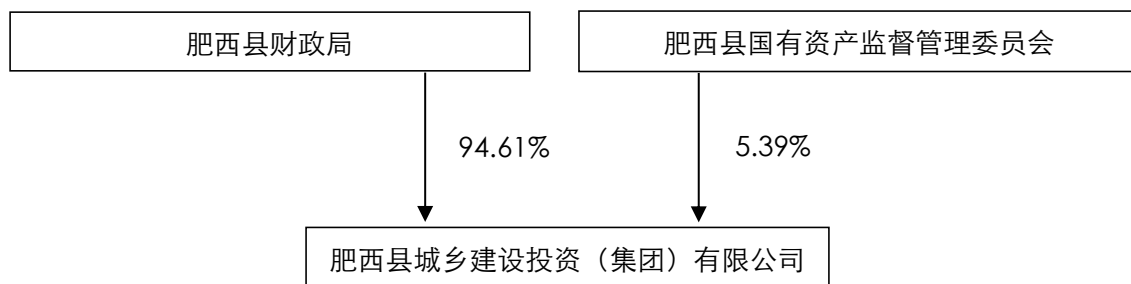 肥西县财政局
肥西县国有资产监督管理委员会
94.61%
5.39%
肥西县城乡建设投资（集团）有限公司